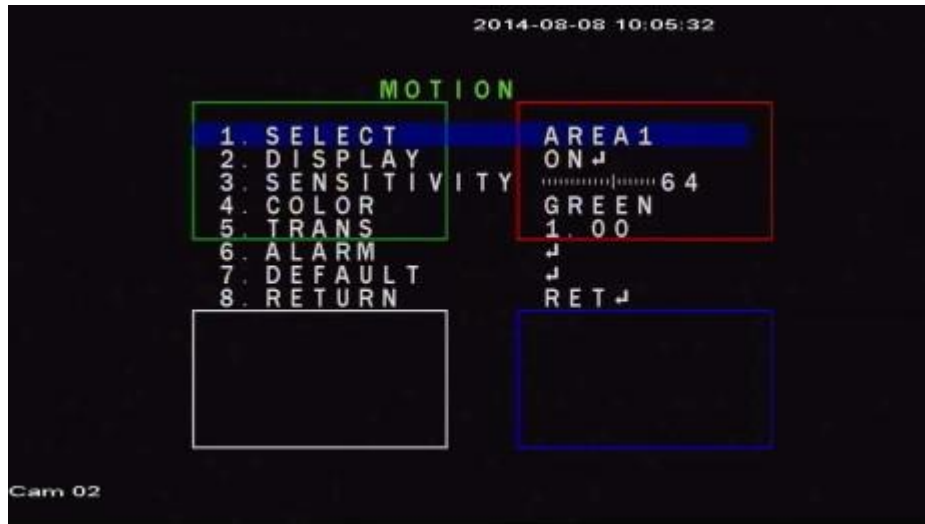 2014-08-08 10:05:32
MOTION
1. SELECT AREA1
2. DISPLAY ON↲
3. SENSITIVITY 64
4. COLOR GREEN
5. TRANS 1.00
6. ALARM ↲
7. DEFAULT ↲
8. RETURN RET↲
Cam 02